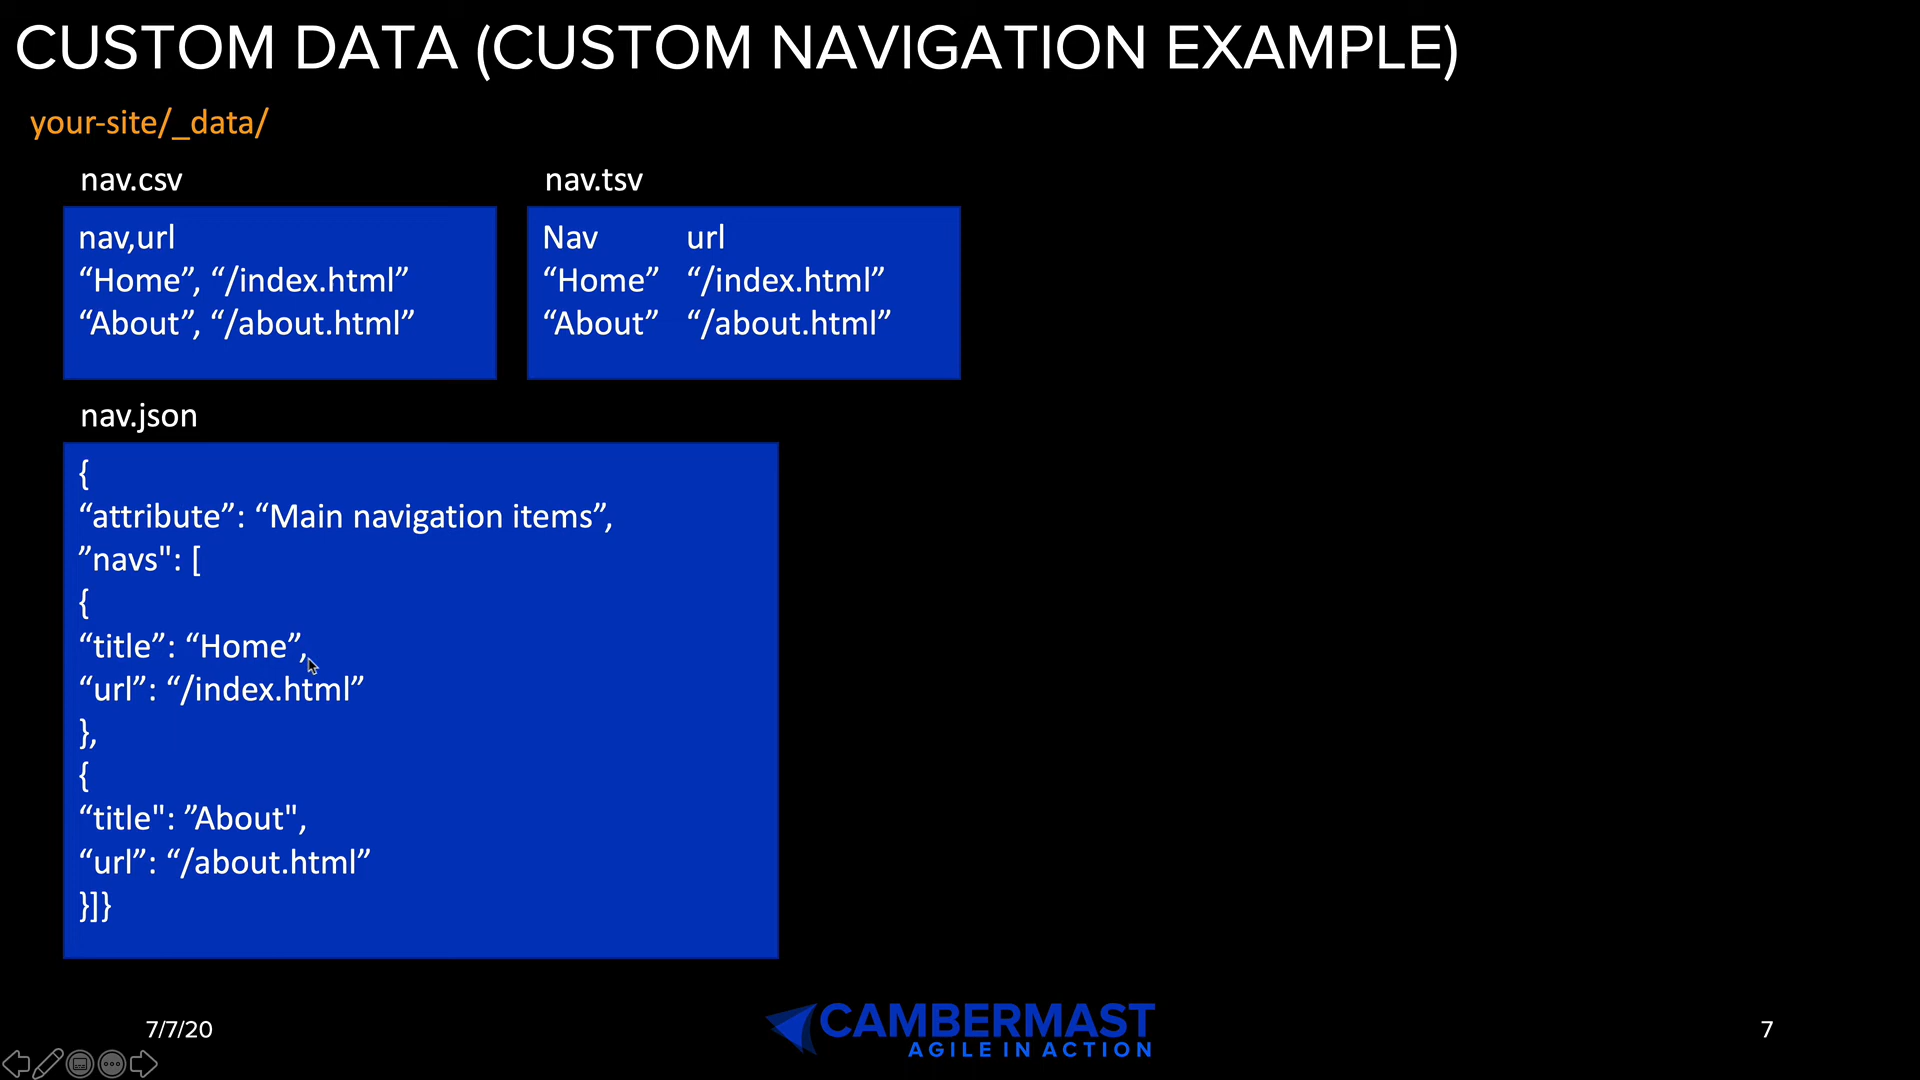 CUSTOM DATA (CUSTOM NAVIGATION EXAMPLE)
your-site/_data/
nav.csv
nav,url
“Home”, “/index.html”
“About”, “/about.html”
nav.tsv
Nav url
“Home” “/index.html”
“About” “/about.html”
nav.json
{
“attribute”: “Main navigation items”,
”navs": [
{
“title”: “Home”,
“url”: “/index.html”
},
{
“title": ”About",
“url”: “/about.html”
}]}
7/7/20
CAMBERMAST
AGILE IN ACTION
7